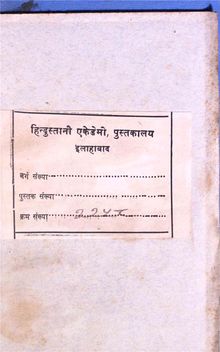 हिन्दुस्तानी एकेडेमी, पुस्तकालय
इलाहाबाद
वर्ग संख्या
पुस्तक संख्या
क्रम संख्या